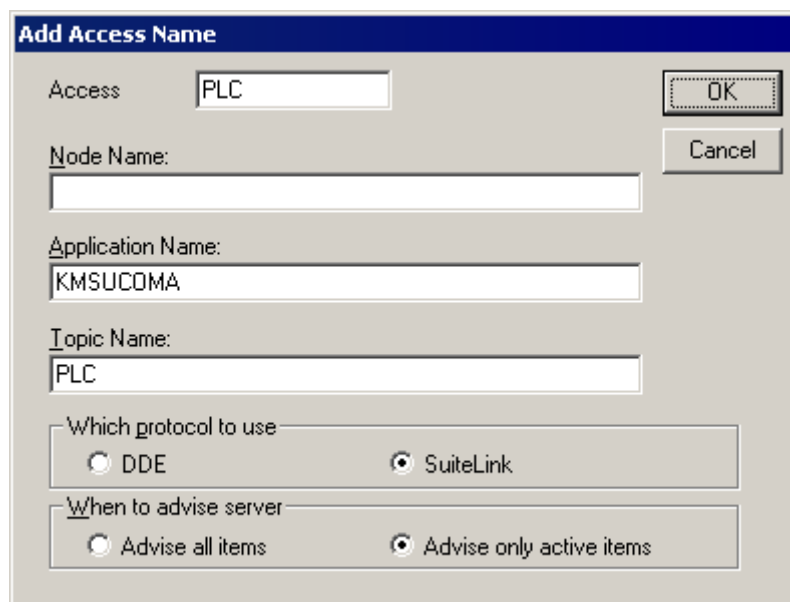 Add Access Name
Access PLC
OK
Node Name:
Cancel
Application Name:
KMSUCOMA
Topic Name:
PLC
Which protocol to use
DDE SuiteLink
When to advise server
Advise all items Advise only active items